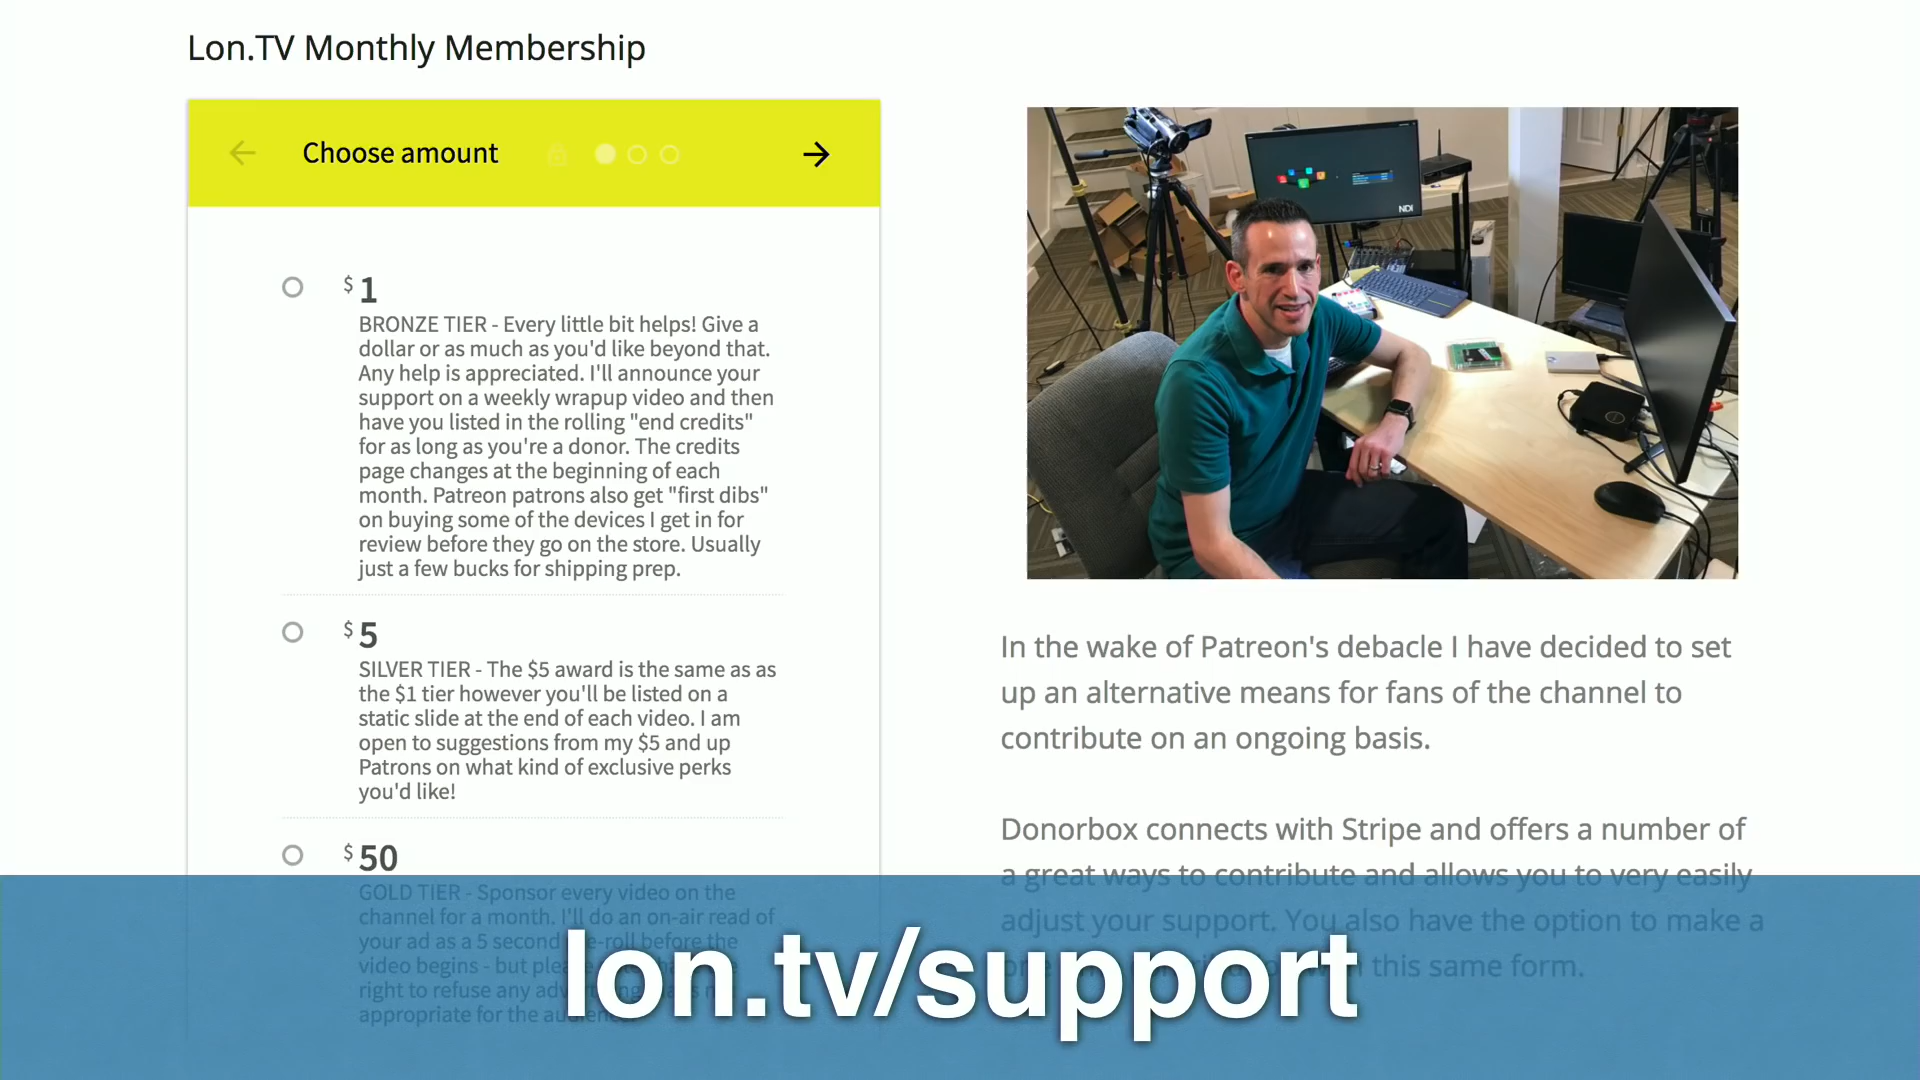 Lon.TV Monthly Membership
Choose amount
$ 1
BRONZE TIER - Every little bit helps! Give a
dollar or as much as you'd like beyond that.
Any help is appreciated. I'll announce your
support on a weekly wrapup video and then
have you listed in the rolling "end credits"
for as long as you're a donor. The credits
page changes at the beginning of each
month. Patreon patrons also get "first dibs"
on buying some of the devices I get in for
review before they go on the store. Usually
just a few bucks for shipping prep.
$ 5
SILVER TIER - The $5 award is the same as as
the $1 tier however you'll be listed on a
static slide at the end of each video. I am
open to suggestions from my $5 and up
Patrons on what kind of exclusive perks
you'd like!
$ 50
GOLD TIER - Sponsor every video on the
channel for a month. I'll do an on-air read of
your ad as a 5 second before the
video begins - but
right to refuse any
appropriate for the
NDI
In the wake of Patreon's debacle I have decided to set
up an alternative means for fans of the channel to
contribute on an ongoing basis.
Donorbox connects with Stripe and offers a number of
a great ways to contribute and allows you to very easily
adjust your support. You also have the option to make a
this same form.
lon.tv/support